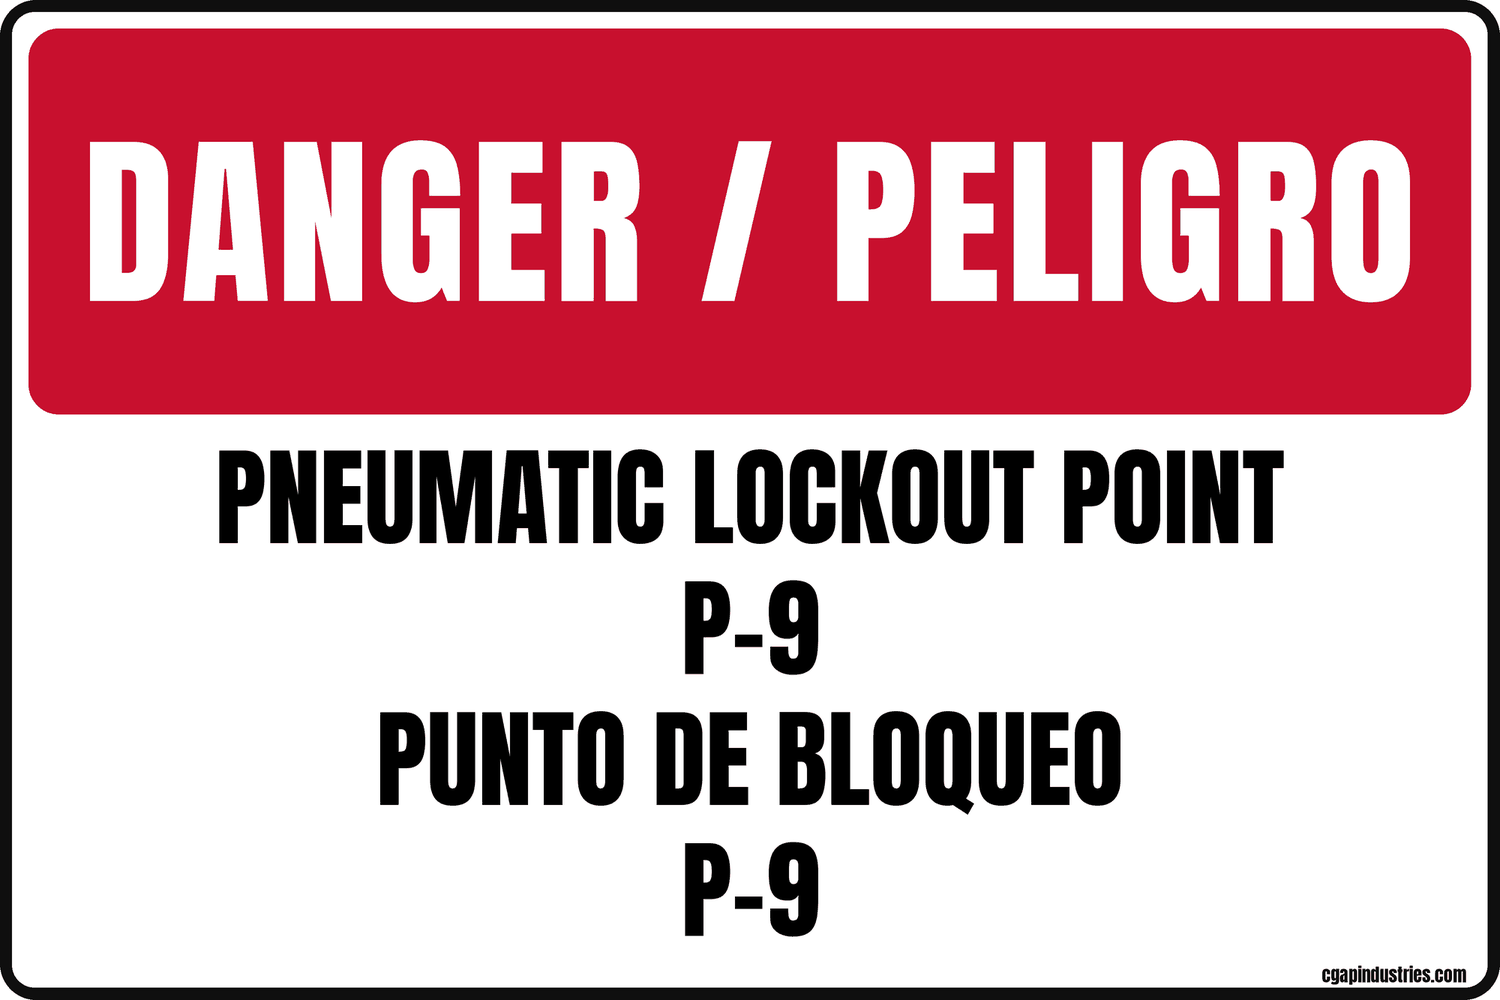 DANGER / PELIGRO
PNEUMATIC LOCKOUT POINT
P-9
PUNTO DE BLOQUEO
P-9
cgapindustries.com